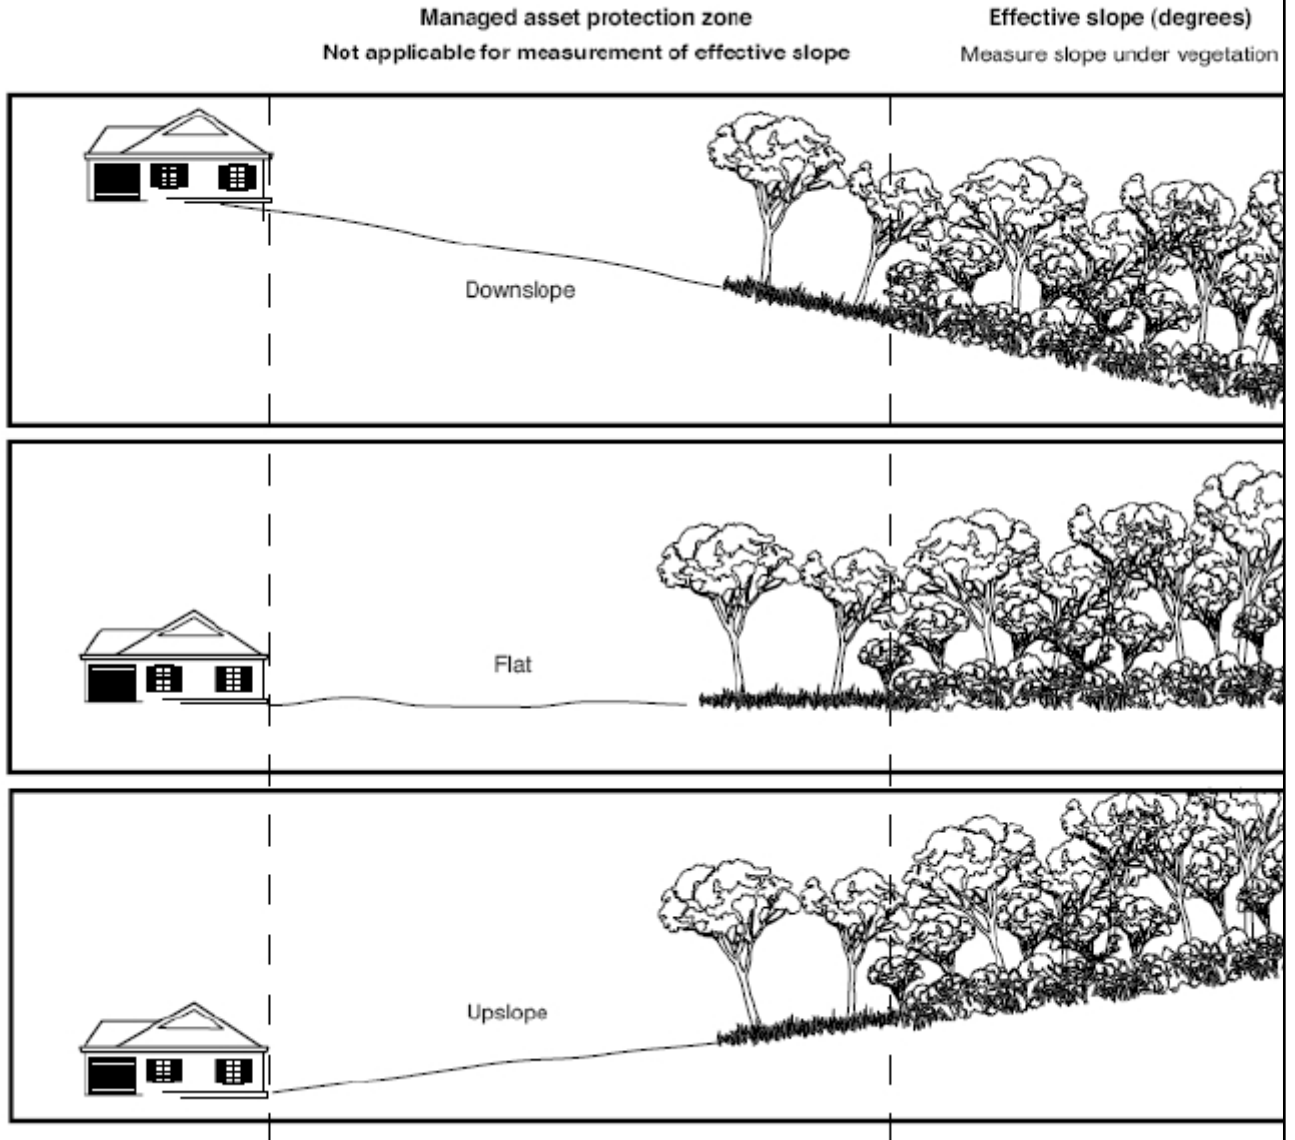 Managed asset protection zone
Not applicable for measurement of effective slope
Effective slope (degrees)
Measure slope under vegetation
Downslope
Flat
Upslope